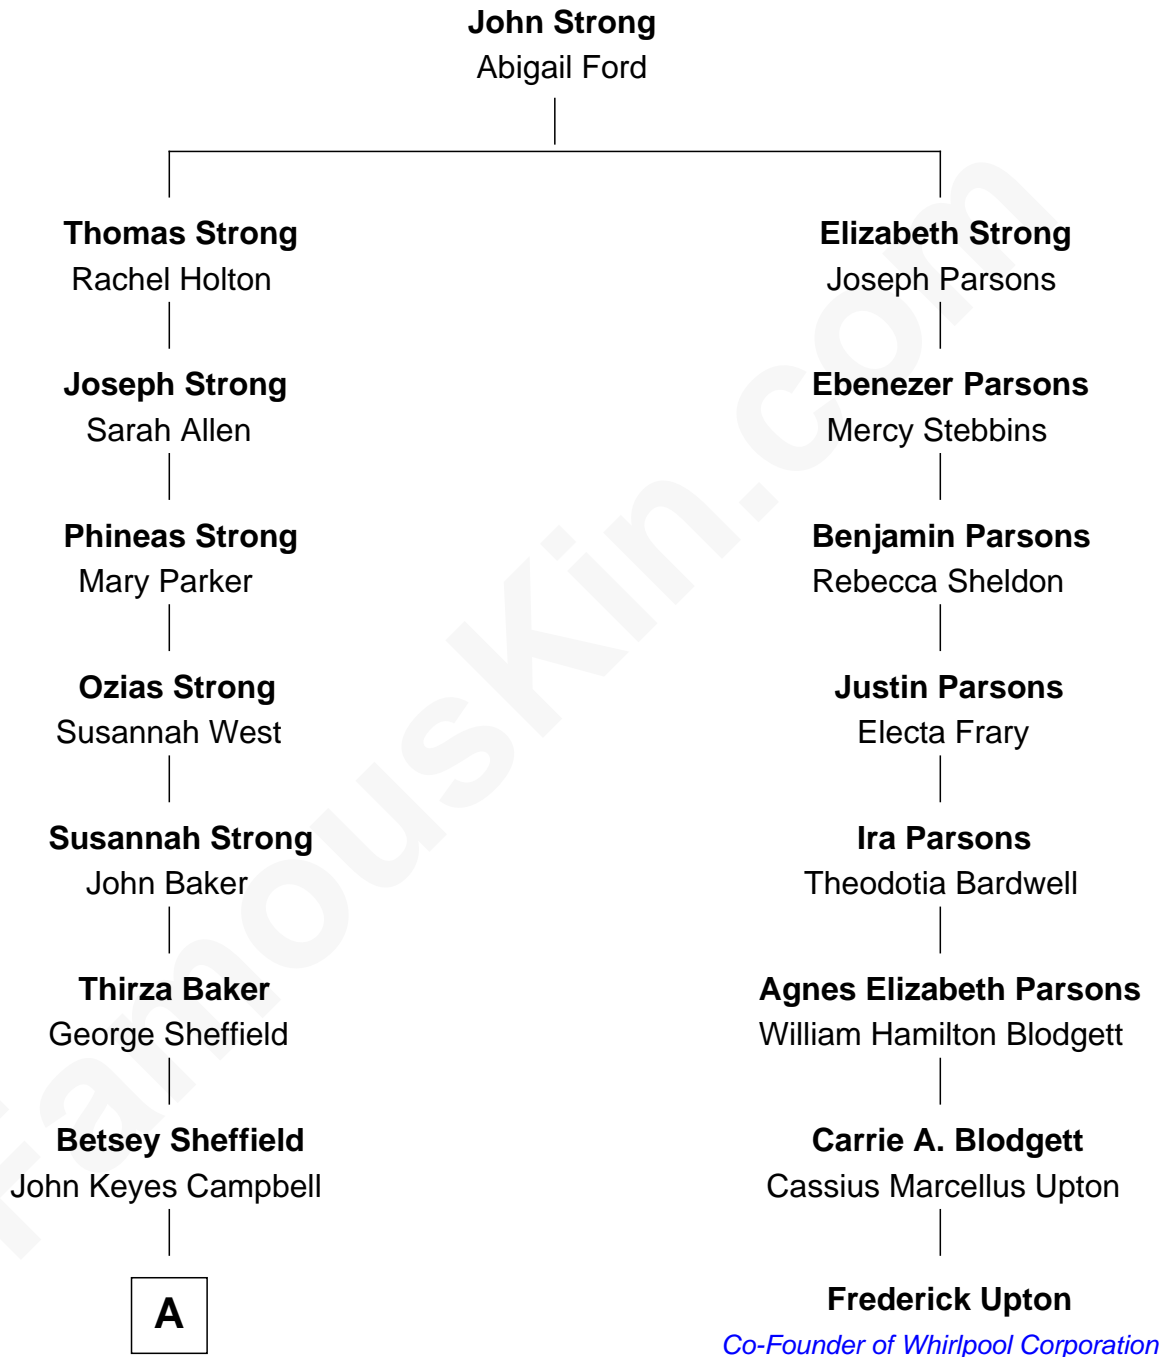 John Strong
Abigail Ford
Thomas Strong
Rachel Holton
Elizabeth Strong
Joseph Parsons
Joseph Strong
Sarah Allen
Ebenezer Parsons
Mercy Stebbins
Phineas Strong
Mary Parker
Benjamin Parsons
Rebecca Sheldon
Ozias Strong
Susannah West
Justin Parsons
Electa Frary
Susannah Strong
John Baker
Ira Parsons
Theodotia Bardwell
Thirza Baker
George Sheffield
Agnes Elizabeth Parsons
William Hamilton Blodgett
Betsey Sheffield
John Keyes Campbell
Carrie A. Blodgett
Cassius Marcellus Upton
A
Frederick Upton
Co-Founder of Whirlpool Corporation
FamousKin.com